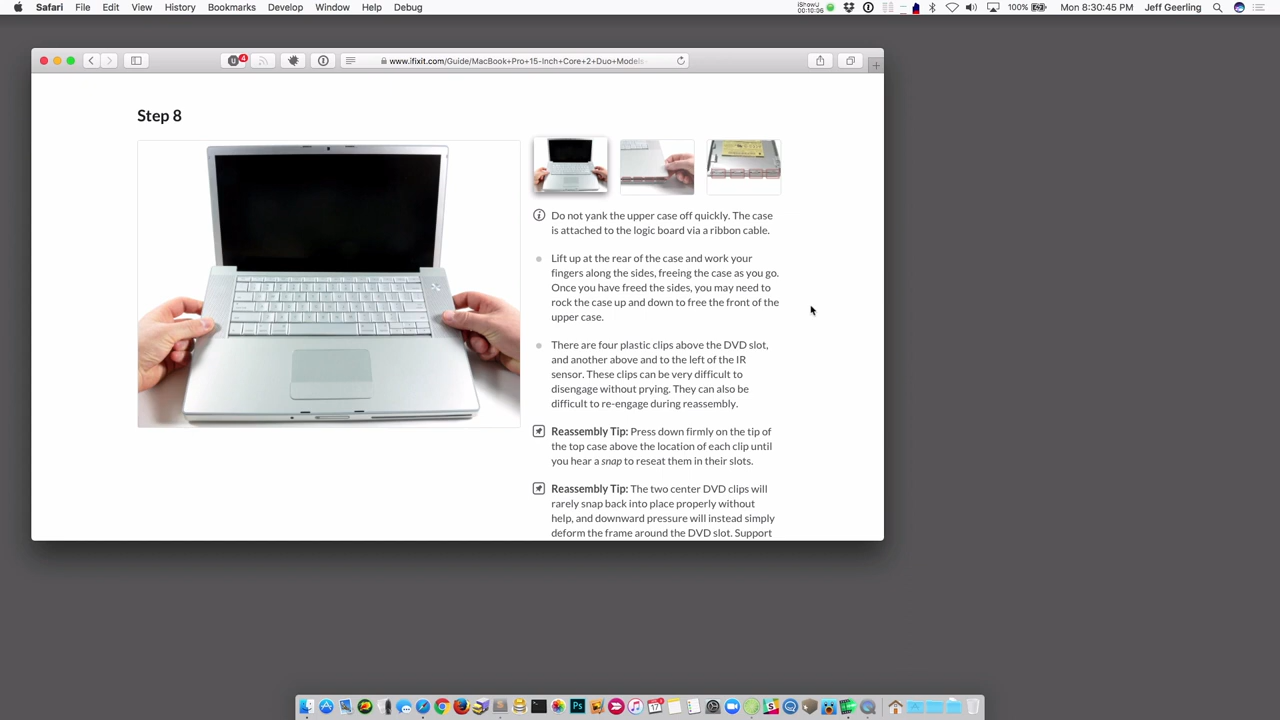 Safari File Edit View History Bookmarks Develop Window Help Debug
iShowU
00:10:06
100%
Mon 8:30:45 PM Jeff Geerling
4
www.ifixit.com/Guide/MacBook+Pro+15-Inch+Core+2+Duo+Models
Step 8
Do not yank the upper case off quickly. The case
is attached to the logic board via a ribbon cable.
Lift up at the rear of the case and work your
fingers along the sides, freeing the case as you go.
Once you have freed the sides, you may need to
rock the case up and down to free the front of the
upper case.
There are four plastic clips above the DVD slot,
and another above and to the left of the IR
sensor. These clips can be very difficult to
disengage without prying. They can also be
difficult to re-engage during reassembly.
Reassembly Tip: Press down firmly on the tip of
the top case above the location of each clip until
you hear a snap to reseat them in their slots.
Reassembly Tip: The two center DVD clips will
rarely snap back into place properly without
help, and downward pressure will instead simply
deform the frame around the DVD slot. Support
Ps
17